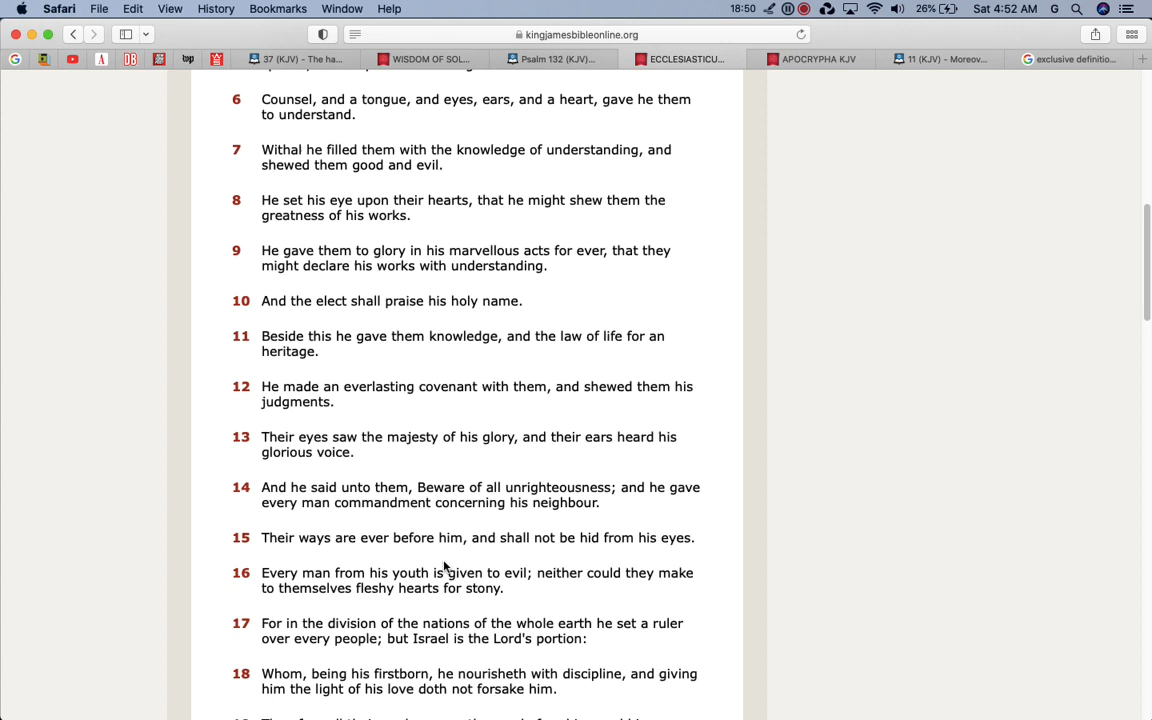 Safari File Edit View History Bookmarks Window Help 18:50 26% Sat 4:52 AM G
kingjamesbibleonline.org
37 (KJV) - The ha... WISDOM OF SOL... Psalm 132 (KJV)... ECCLESIASTICU... APOCRYPHA KJV 11 (KJV) - Moreov... exclusive definitio...
6 Counsel, and a tongue, and eyes, ears, and a heart, gave he them
to understand.
7 Withal he filled them with the knowledge of understanding, and
shewed them good and evil.
8 He set his eye upon their hearts, that he might shew them the
greatness of his works.
9 He gave them to glory in his marvellous acts for ever, that they
might declare his works with understanding.
10 And the elect shall praise his holy name.
11 Beside this he gave them knowledge, and the law of life for an
heritage.
12 He made an everlasting covenant with them, and shewed them his
judgments.
13 Their eyes saw the majesty of his glory, and their ears heard his
glorious voice.
14 And he said unto them, Beware of all unrighteousness; and he gave
every man commandment concerning his neighbour.
15 Their ways are ever before him, and shall not be hid from his eyes.
16 Every man from his youth is given to evil; neither could they make
to themselves fleshy hearts for stony.
17 For in the division of the nations of the whole earth he set a ruler
over every people; but Israel is the Lord's portion:
18 Whom, being his firstborn, he nourisheth with discipline, and giving
him the light of his love doth not forsake him.